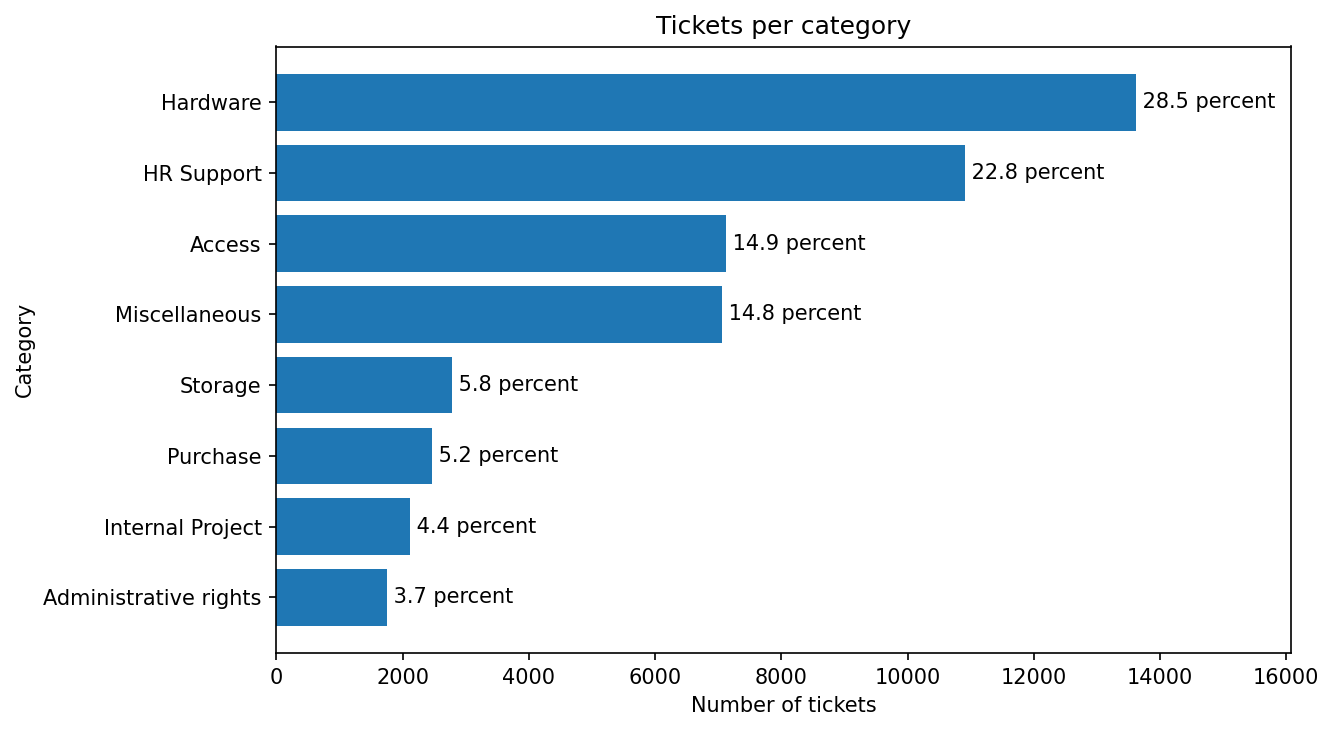 Tickets per category
Category
Hardware
28.5 percent
HR Support
22.8 percent
Access
14.9 percent
Miscellaneous
14.8 percent
Storage
5.8 percent
Purchase
5.2 percent
Internal Project
4.4 percent
Administrative rights
3.7 percent
0 2000 4000 6000 8000 10000 12000 14000 16000
Number of tickets